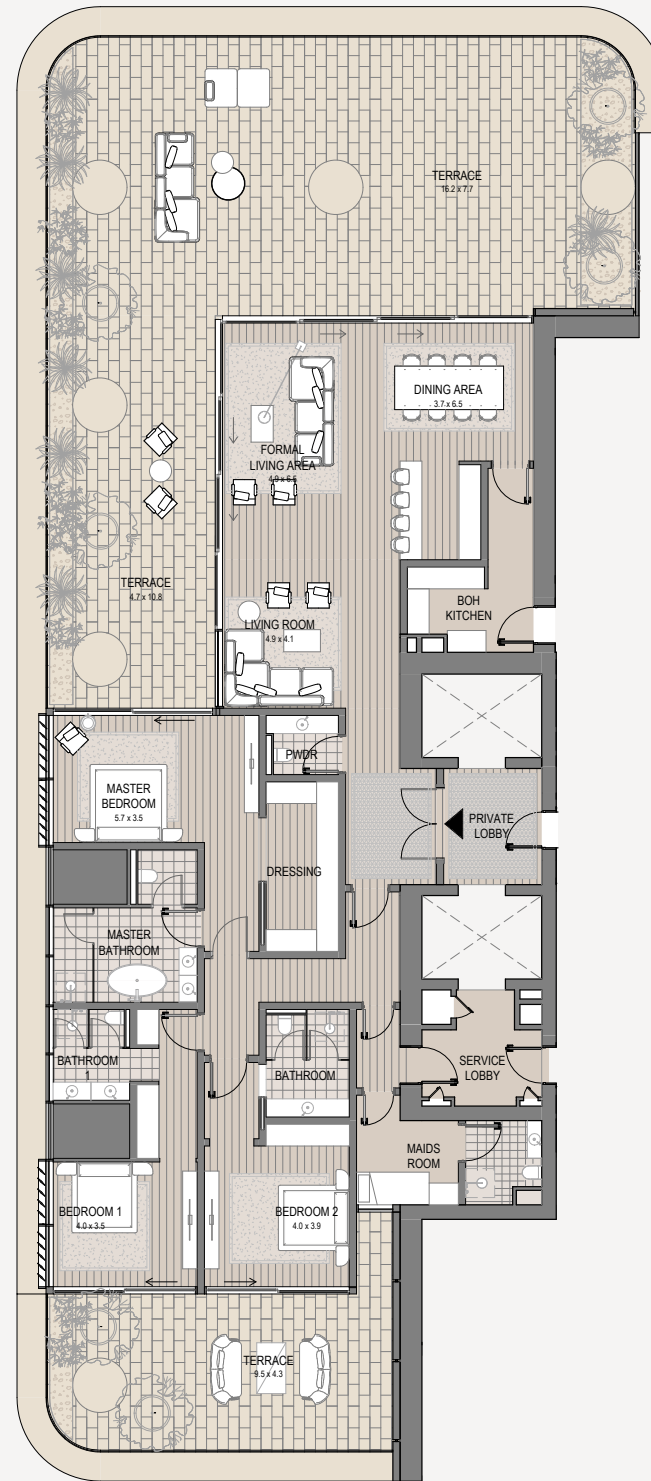 TERRACE
16.2 x 7.7
DINING AREA
3.7 x 6.5
FORMAL
LIVING AREA
4.9 x 6.5
TERRACE
4.7 x 10.8
BOH
KITCHEN
LIVING ROOM
4.9 x 4.1
PWDR
MASTER
BEDROOM
5.7 x 3.5
PRIVATE
LOBBY
DRESSING
MASTER
BATHROOM
BATHROOM
1
BATHROOM
SERVICE
LOBBY
MAIDS
ROOM
BEDROOM 1
4.0 x 3.5
BEDROOM 2
4.0 x 3.9
TERRACE
9.5 x 4.3